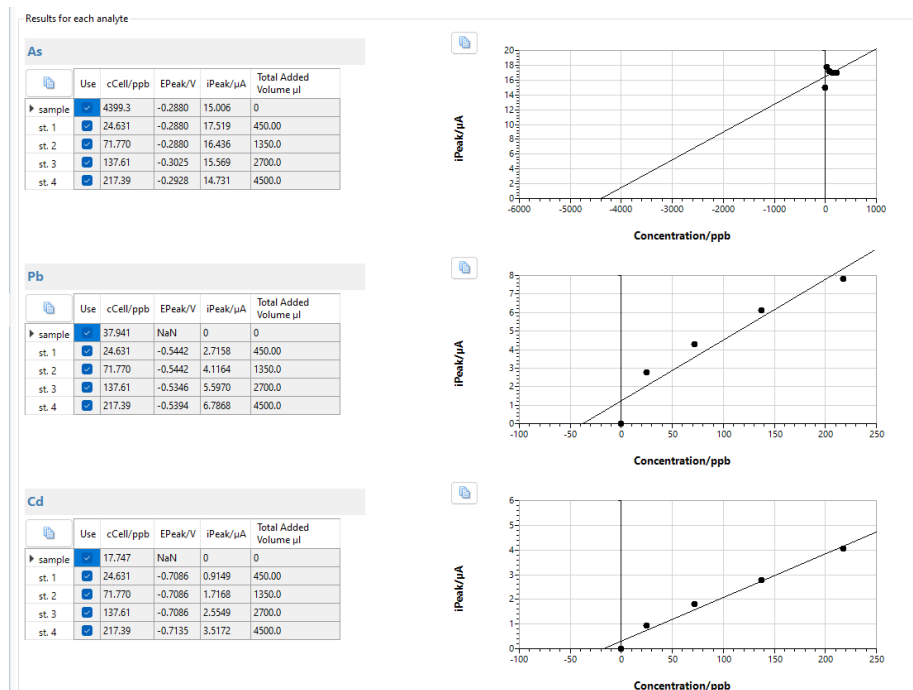 Results for each analyte
As
Use cCell/ppb EPeak/V iPeak/µA Total Added Volume µl
sample 4399.3 -0.2880 15.006 0
st. 1 24.631 -0.2880 17.519 450.00
st. 2 71.770 -0.2880 16.436 1350.0
st. 3 137.61 -0.3025 15.569 2700.0
st. 4 217.39 -0.2928 14.731 4500.0
20
18
16
14
12
10
8
6
4
2
0
-6000 -5000 -4000 -3000 -2000 -1000 0 1000
iPeak/µA
Concentration/ppb
Pb
Use cCell/ppb EPeak/V iPeak/µA Total Added Volume µl
sample 37.941 NaN 0 0
st. 1 24.631 -0.5442 2.7158 450.00
st. 2 71.770 -0.5442 4.1164 1350.0
st. 3 137.61 -0.5346 5.5970 2700.0
st. 4 217.39 -0.5394 6.7868 4500.0
8
7
6
5
4
3
2
1
0
-100 -50 0 50 100 150 200 250
iPeak/µA
Concentration/ppb
Cd
Use cCell/ppb EPeak/V iPeak/µA Total Added Volume µl
sample 17.747 NaN 0 0
st. 1 24.631 -0.7086 0.9149 450.00
st. 2 71.770 -0.7086 1.7168 1350.0
st. 3 137.61 -0.7086 2.5549 2700.0
st. 4 217.39 -0.7135 3.5172 4500.0
6
5
4
3
2
1
0
-100 -50 0 50 100 150 200 250
iPeak/µA
Concentration/ppb